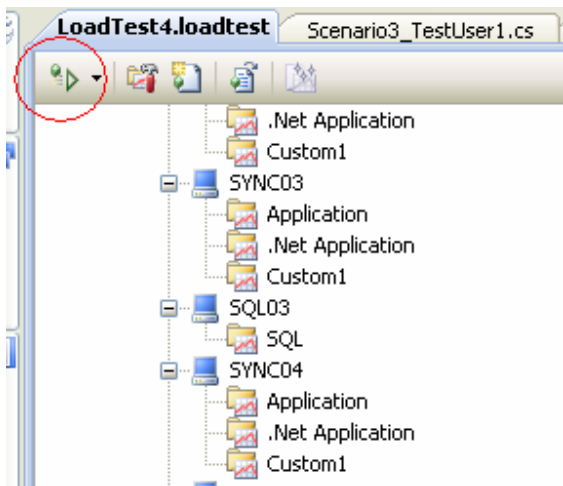 LoadTest4.loadtest Scenario3_TestUser1.cs
.Net Application
Custom1
SYNC03
Application
.Net Application
Custom1
SQL03
SQL
SYNC04
Application
.Net Application
Custom1